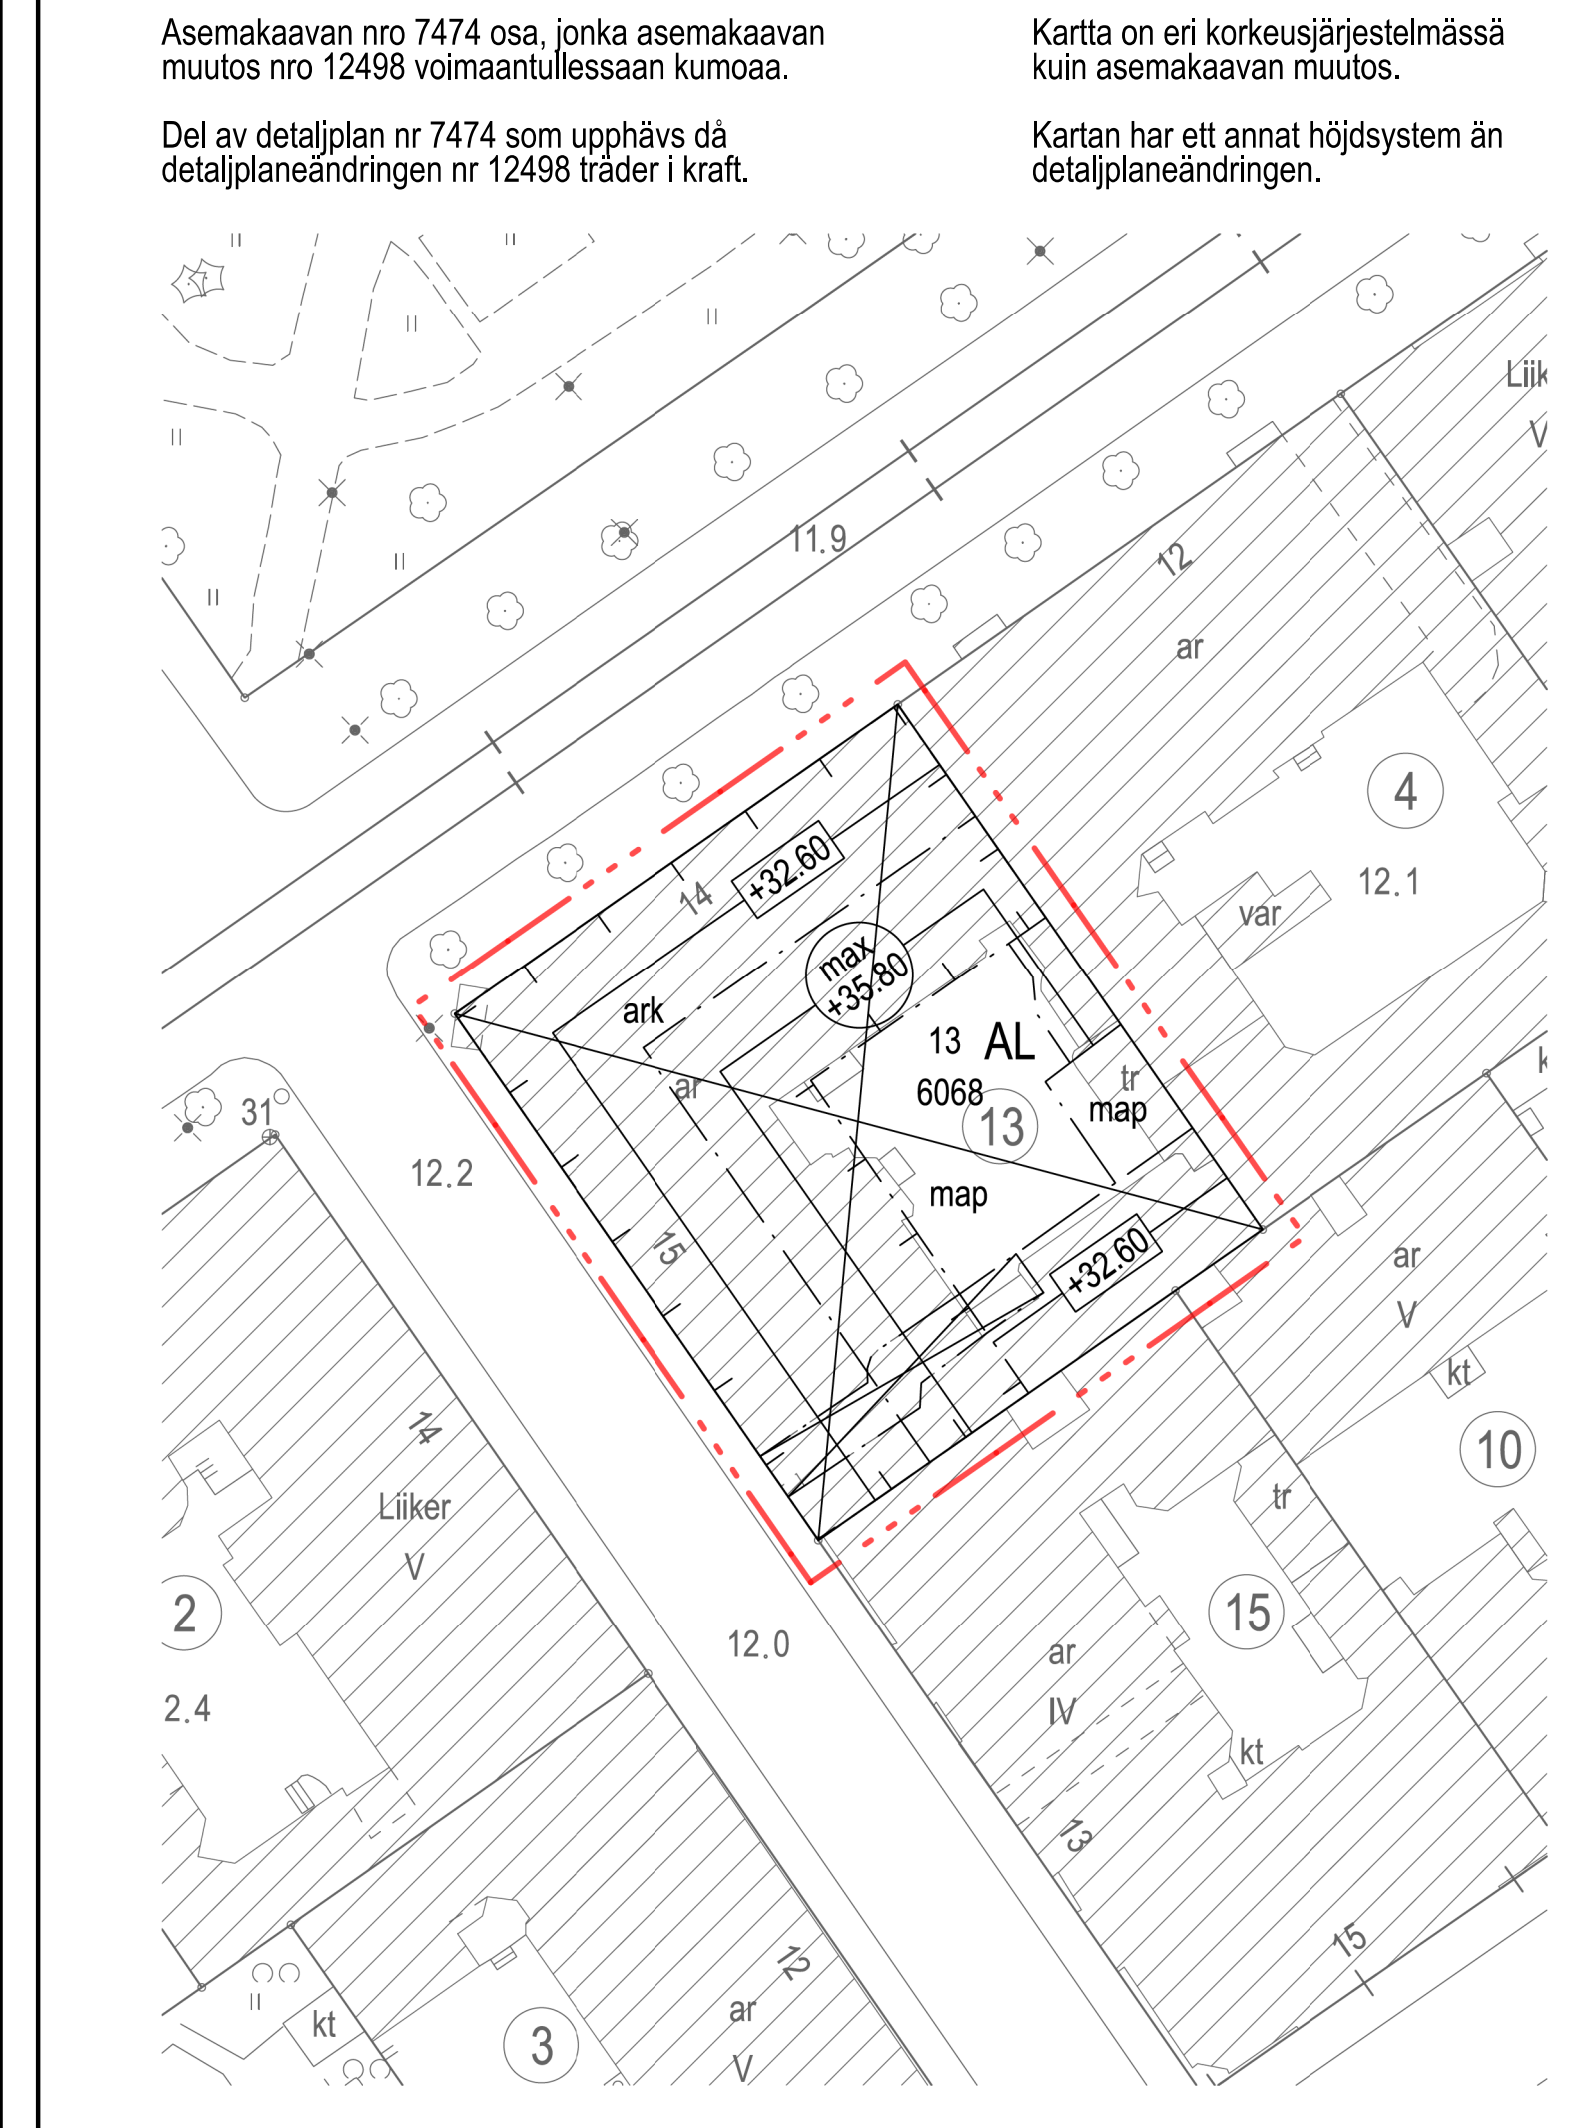 Asemakaavan nro 7474 osa, jonka asemakaavan
muutos nro 12498 voimaantullessaan kumoaa.
Del av detaljplan nr 7474 som upphävs då
detaljplaneändringen nr 12498 träder i kraft.
Kartta on eri korkeusjärjestelmässä
kuin asemakaavan muutos.
Kartan har ett annat höjdsystem än
detaljplaneändringen.
Liik
V
11.9
12
ar
4
12.1
var
+32.60
14
max
+35.80
ark
13 AL
6068
13
ar
tr
map
map
31
12.2
15
+32.60
ar
V
kt
10
14
Liiker
V
tr
2
15
12.0
2.4
ar
IV
kt
13
15
12
ar
V
kt
3
k